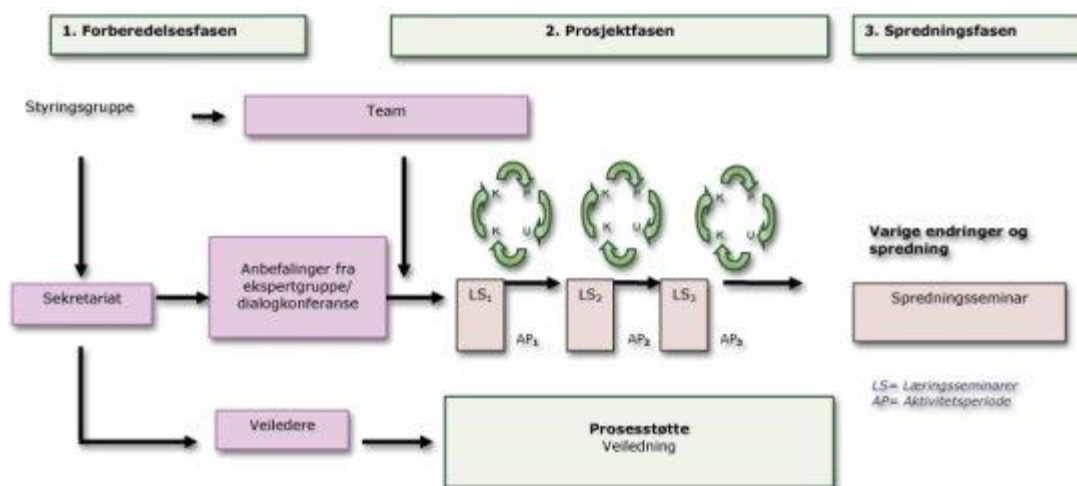 1. Forberedelsesfasen
2. Prosjektfasen
3. Spredningsfasen
Styringsgruppe
Team
K P
K U
K P
K U
K P
K U
Sekretariat
Anbefalinger fra
ekspertgruppe/
dialogkonferanse
LS₁
AP₁
LS₂
AP₂
LS₃
AP₃
Varige endringer og
spredning
Spredningsseminar
LS= Læringsseminarer
AP= Aktivitetsperiode
Veiledere
Prosesstøtte
Veiledning